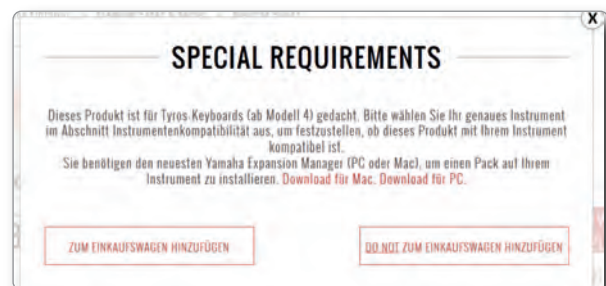 X
SPECIAL REQUIREMENTS
Dieses Produkt ist für Tyros-Keyboards (ab Modell 4) gedacht. Bitte wählen Sie Ihr genaues Instrument
im Abschnitt Instrumentenkompatibilität aus, um festzustellen, ob dieses Produkt mit Ihrem Instrument
kompatibel ist.
Sie benötigen den neuesten Yamaha Expansion Manager (PC oder Mac), um einen Pack auf Ihrem
Instrument zu installieren. Download für Mac. Download für PC.
ZUM EINKAUFSWAGEN HINZUFÜGEN
DO NOT ZUM EINKAUFSWAGEN HINZUFÜGEN